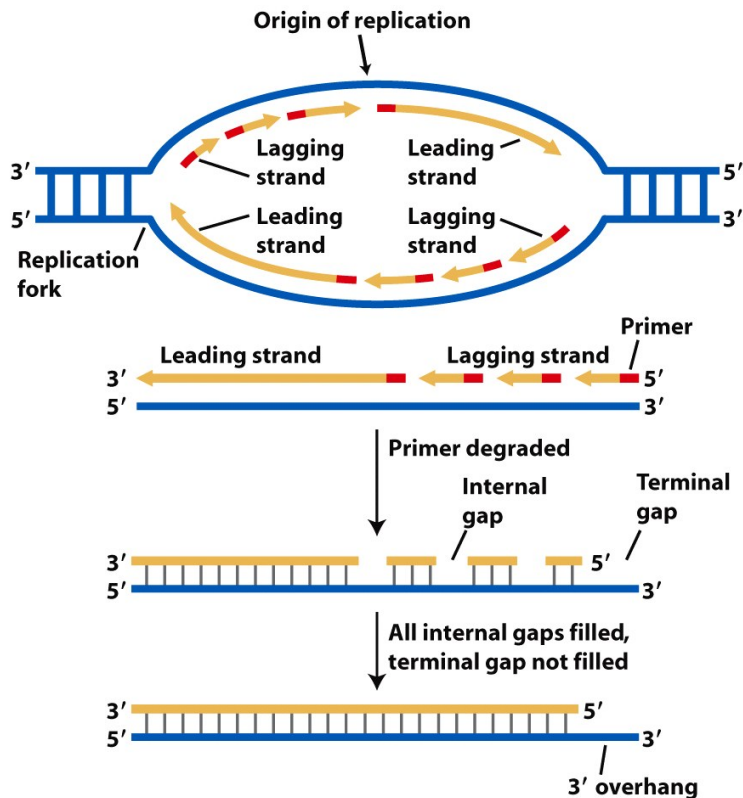 Origin of replication
Lagging
strand
Leading
strand
3′
5′
5′
3′
Leading
strand
Lagging
strand
Replication
fork
Primer
Leading strand
Lagging strand
3′
5′
5′
3′
Primer degraded
Internal
gap
Terminal
gap
3′
5′
5′
3′
All internal gaps filled,
terminal gap not filled
3′
5′
5′
3′
3′ overhang